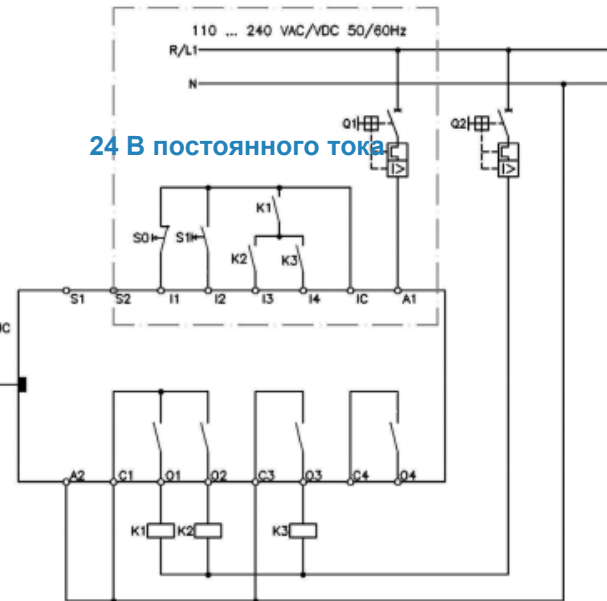 110 ... 240 VAC/VDC 50/60Hz
R/L1
N
Q1
Q2
I>
I>
24 В постоянного тока
K1
S0
S1
K2
K3
S1
S2
I1
I2
I3
I4
IC
A1
A2
C1
O1
O2
C3
O3
C4
O4
K1
K2
K3